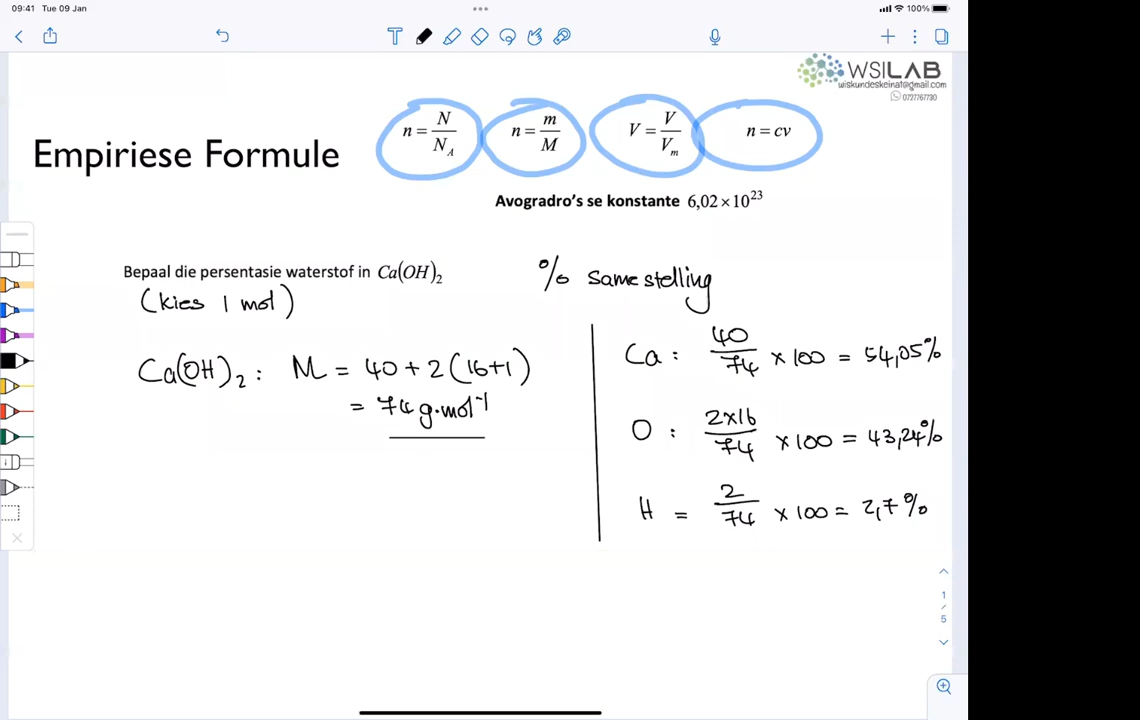 09:41 Tue 09 Jan
100%
WSILAB
wiskundeskeinat@gmail.com
0727767730
Empiriese Formule
n = N / N_A
n = m / M
V = V / V_m
n = cv
Avogradro's se konstante 6,02 × 10²³
Bepaal die persentasie waterstof in Ca(OH)₂
(kies 1 mol)
Ca(OH)₂ : M = 40 + 2(16+1)
= 74 g·mol⁻¹
% Samestelling
Ca : 40/74 × 100 = 54,05%
O : 2×16/74 × 100 = 43,24%
H = 2/74 × 100 = 2,7%
1
/
5